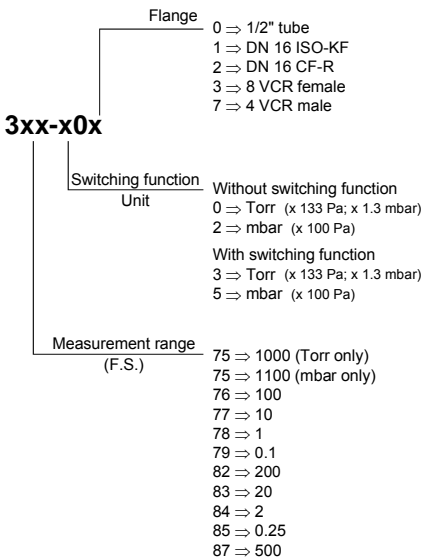 Flange
0 ⇒ 1/2" tube
1 ⇒ DN 16 ISO-KF
2 ⇒ DN 16 CF-R
3 ⇒ 8 VCR female
7 ⇒ 4 VCR male
3xx-x0x
Switching function
Unit
Without switching function
0 ⇒ Torr (x 133 Pa; x 1.3 mbar)
2 ⇒ mbar (x 100 Pa)
With switching function
3 ⇒ Torr (x 133 Pa; x 1.3 mbar)
5 ⇒ mbar (x 100 Pa)
Measurement range
(F.S.)
75 ⇒ 1000 (Torr only)
75 ⇒ 1100 (mbar only)
76 ⇒ 100
77 ⇒ 10
78 ⇒ 1
79 ⇒ 0.1
82 ⇒ 200
83 ⇒ 20
84 ⇒ 2
85 ⇒ 0.25
87 ⇒ 500